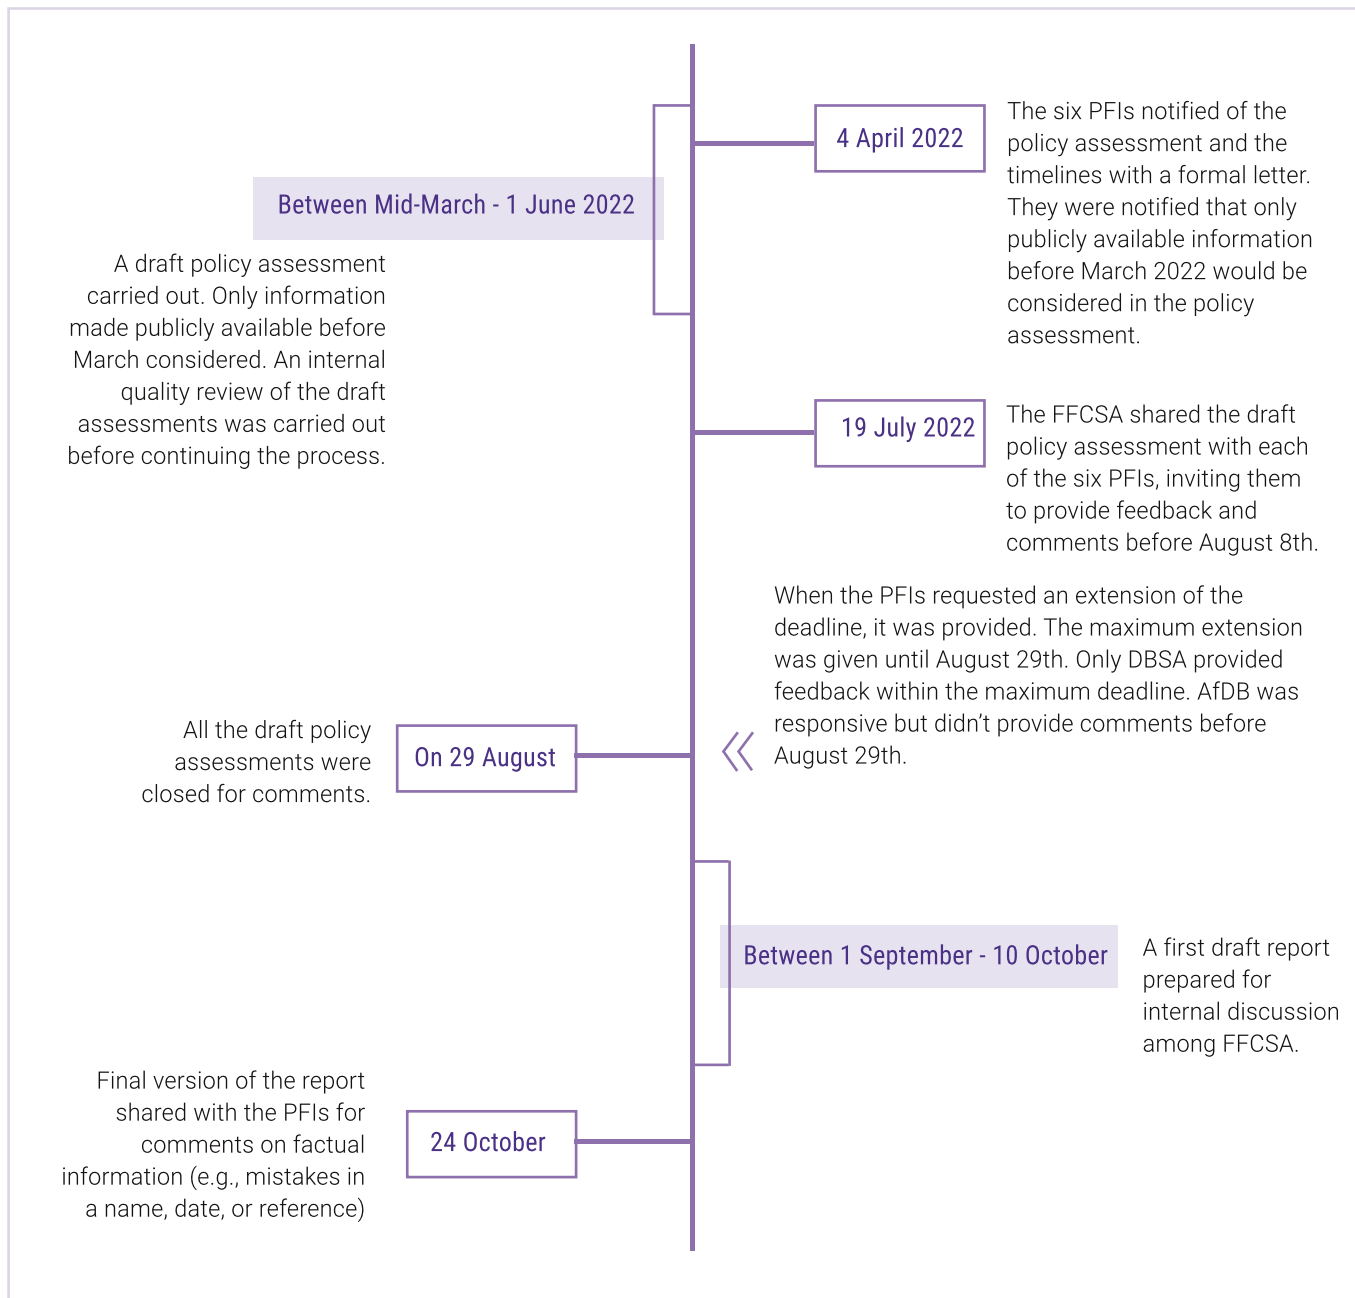 4 April 2022
The six PFIs notified of the
policy assessment and the
timelines with a formal letter.
They were notified that only
publicly available information
before March 2022 would be
considered in the policy
assessment.
Between Mid-March - 1 June 2022
A draft policy assessment
carried out. Only information
made publicly available before
March considered. An internal
quality review of the draft
assessments was carried out
before continuing the process.
19 July 2022
The FFCSA shared the draft
policy assessment with each
of the six PFIs, inviting them
to provide feedback and
comments before August 8th.
When the PFIs requested an extension of the
deadline, it was provided. The maximum extension
was given until August 29th. Only DBSA provided
feedback within the maximum deadline. AfDB was
responsive but didn’t provide comments before
August 29th.
On 29 August
All the draft policy
assessments were
closed for comments.
Between 1 September - 10 October
A first draft report
prepared for
internal discussion
among FFCSA.
24 October
Final version of the report
shared with the PFIs for
comments on factual
information (e.g., mistakes in
a name, date, or reference)